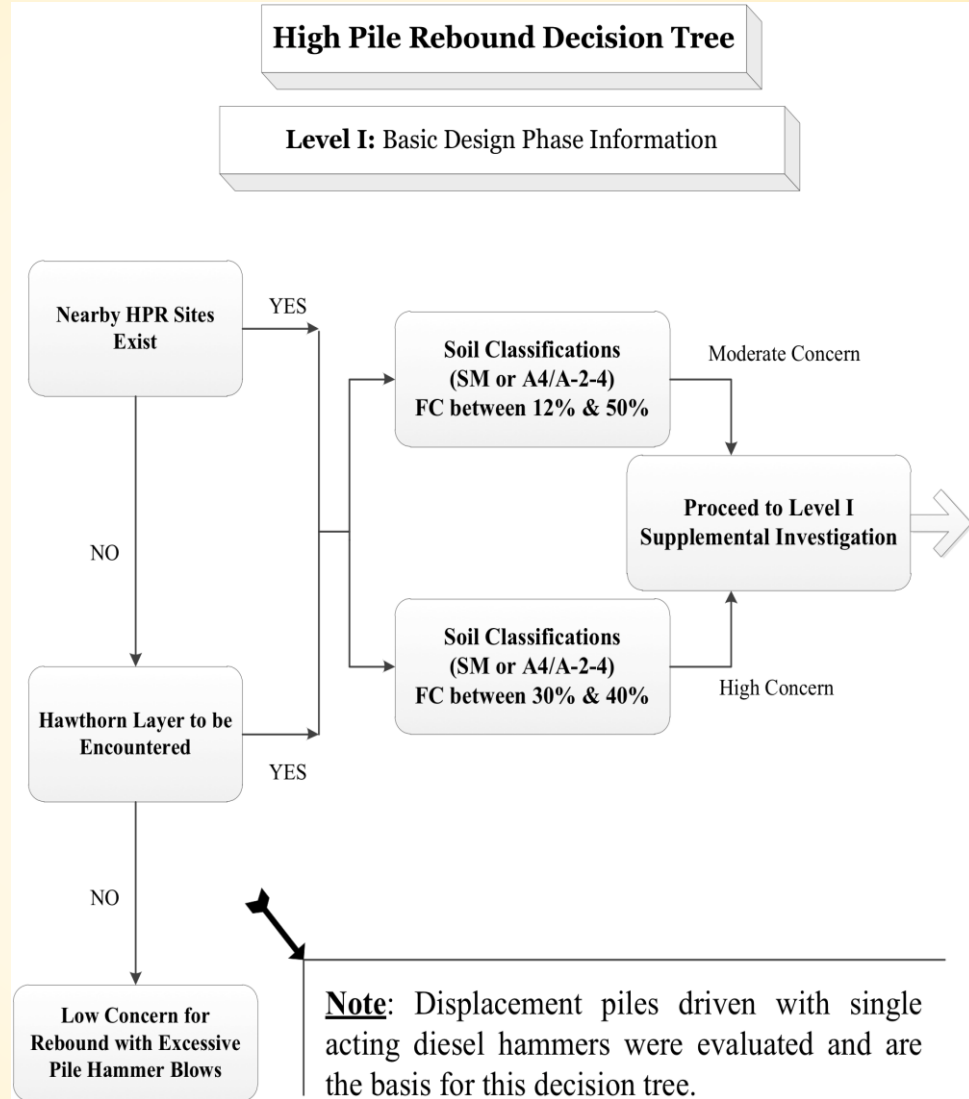 High Pile Rebound Decision Tree
Level I: Basic Design Phase Information
Nearby HPR Sites
Exist
YES
Soil Classifications
(SM or A4/A-2-4)
FC between 12% & 50%
Moderate Concern
Proceed to Level I
Supplemental Investigation
NO
Soil Classifications
(SM or A4/A-2-4)
FC between 30% & 40%
High Concern
Hawthorn Layer to be
Encountered
YES
NO
Low Concern for
Rebound with Excessive
Pile Hammer Blows
Note: Displacement piles driven with single
acting diesel hammers were evaluated and are
the basis for this decision tree.